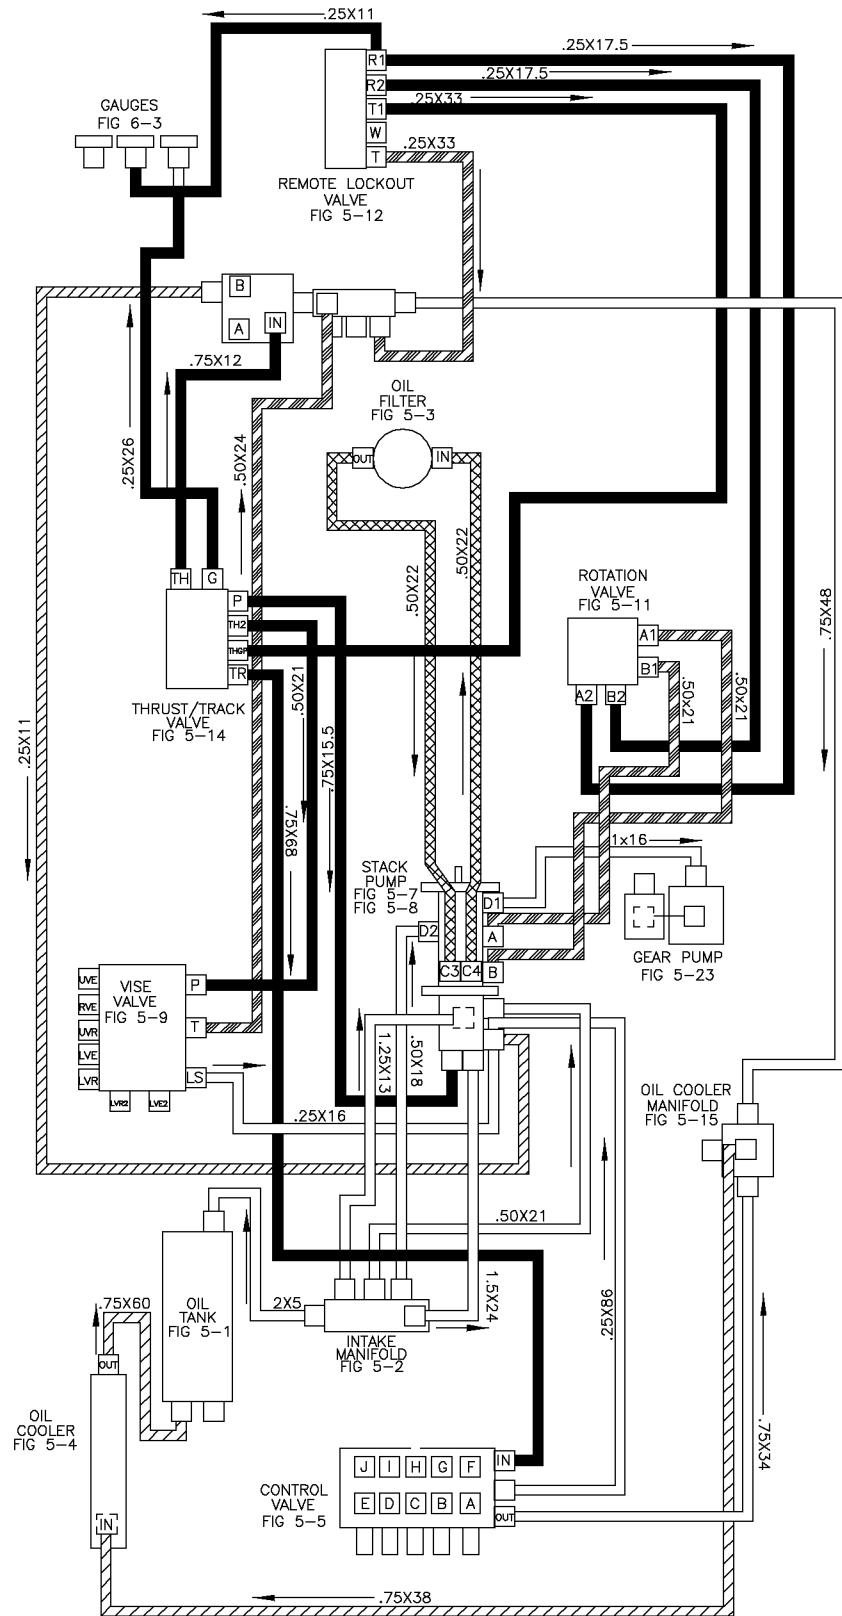 .25X11
.25X17.5
R1
.25X17.5
R2
.25X33
T1
W
.25X33
T
GAUGES
FIG 6-3
REMOTE LOCKOUT
VALVE
FIG 5-12
B
A
IN
.75X12
.25X26
.50X24
OIL
FILTER
FIG 5-3
OUT
IN
.50X22
.50X22
TH
G
P
TH2
THGP
TR
THRUST/TRACK
VALVE
FIG 5-14
.50X21
.75X15.5
.75X68
.25X11
ROTATION
VALVE
FIG 5-11
A1
B1
A2
B2
.50x21
.50x21
.75X48
1x16
STACK
PUMP
FIG 5-7
FIG 5-8
D1
D2
A
B
C3
C4
GEAR PUMP
FIG 5-23
UVE
RVE
UVR
LVE
LVR
VISE
VALVE
FIG 5-9
P
T
LS
LVR2
LVE2
.25X16
1.25X13
.50X18
OIL COOLER
MANIFOLD
FIG 5-15
.50X21
1.5X24
.25X86
.75X34
OIL
TANK
FIG 5-1
2X5
INTAKE
MANIFOLD
FIG 5-2
.75X60
OUT
OIL
COOLER
FIG 5-4
IN
CONTROL
VALVE
FIG 5-5
J
I
H
G
F
IN
E
D
C
B
A
OUT
.75X38